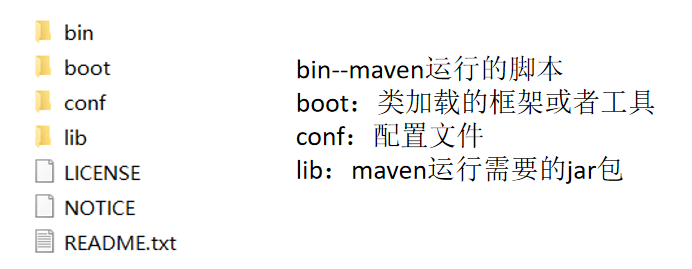 bin
boot
conf
lib
LICENSE
NOTICE
README.txt
bin--maven运行的脚本
boot：类加载的框架或者工具
conf：配置文件
lib：maven运行需要的jar包